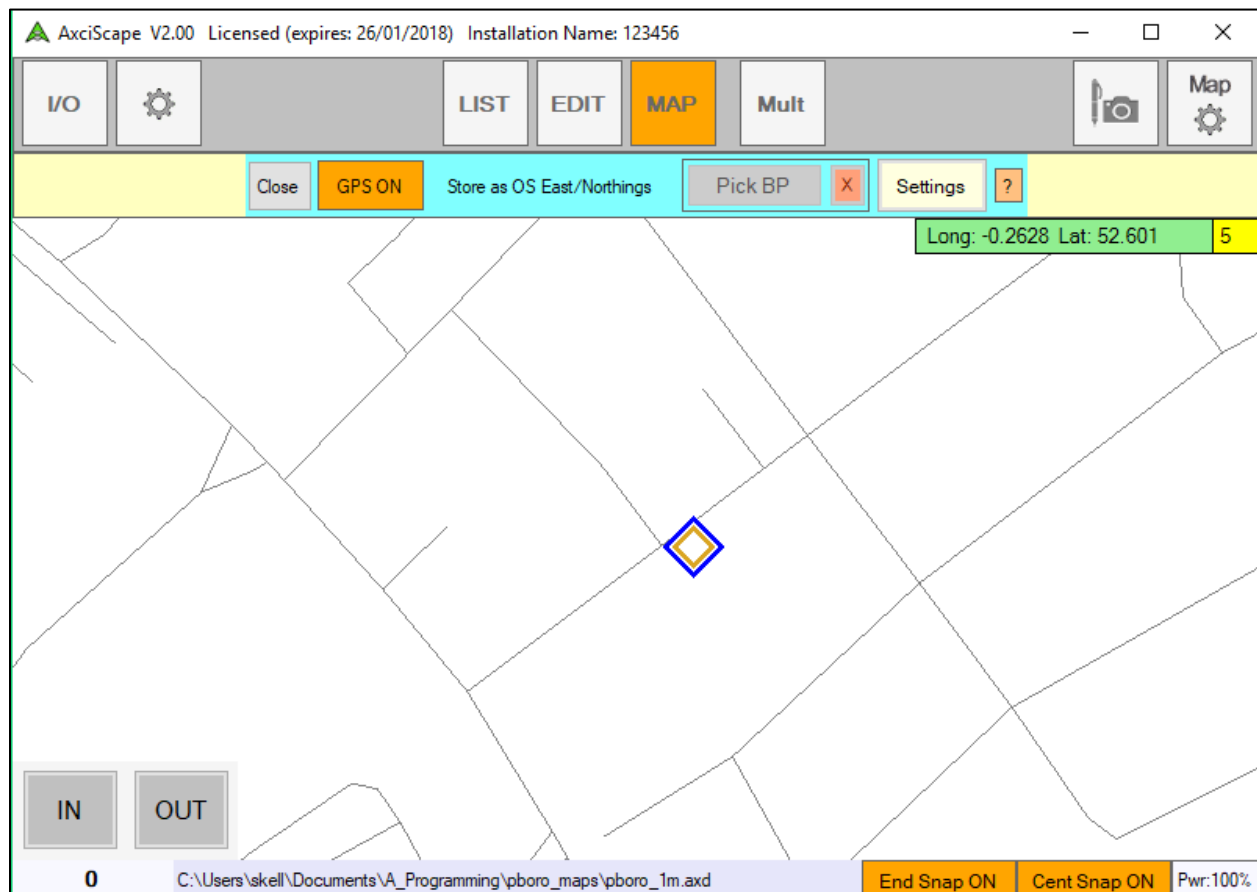 AxciScape V2.00 Licensed (expires: 26/01/2018) Installation Name: 123456
I/O LIST EDIT MAP Mult Map
Close GPS ON Store as OS East/Northings Pick BP X Settings ?
Long: -0.2628 Lat: 52.601 5
IN OUT
0 C:\Users\skell\Documents\A_Programming\pboro_maps\pboro_1m.axd End Snap ON Cent Snap ON Pwr:100%